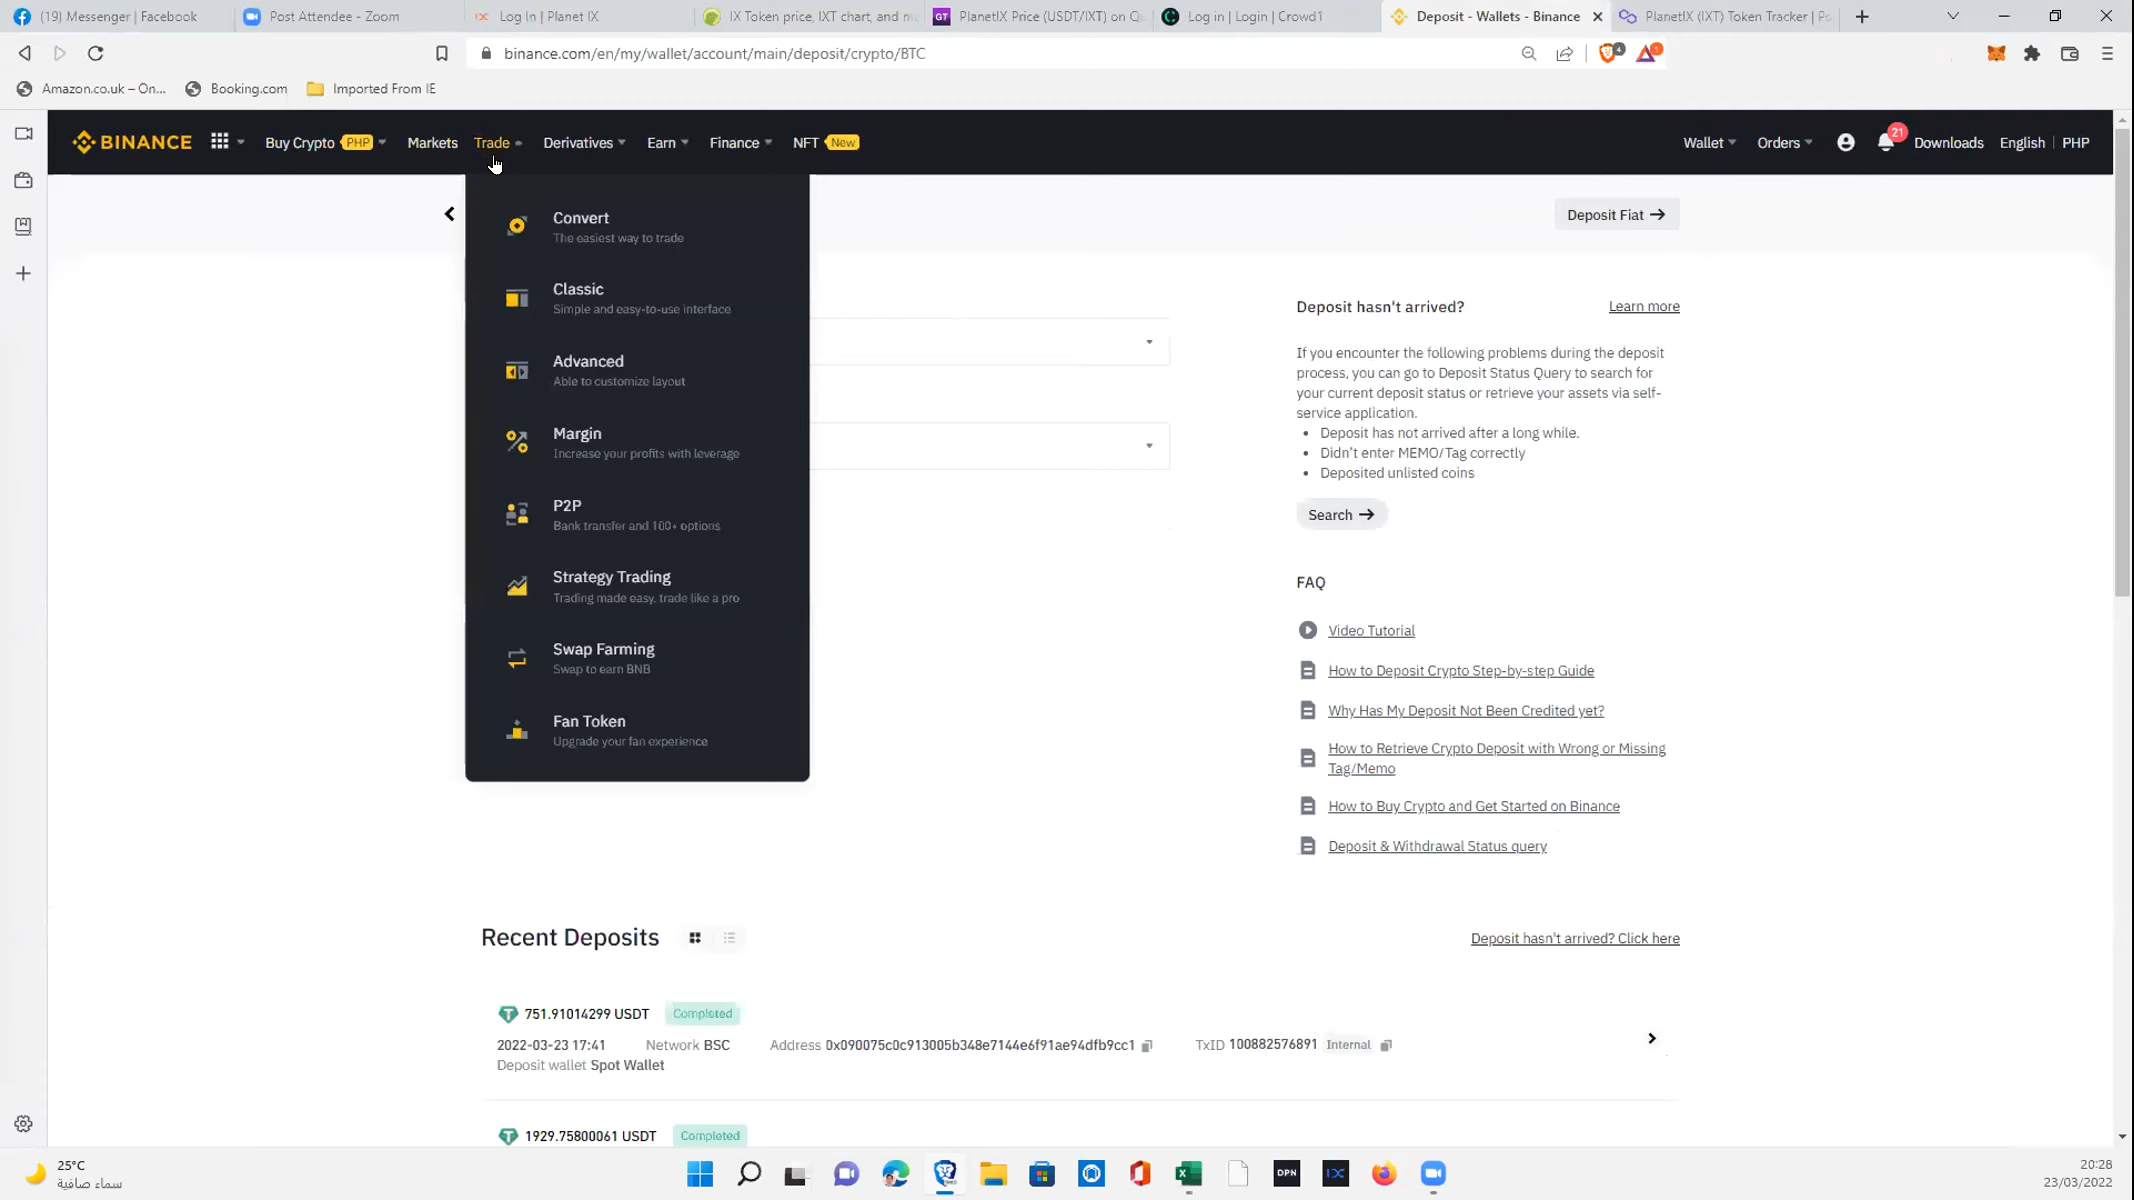 (19) Messenger | Facebook
Post Attendee - Zoom
Log In | Planet IX
IX Token price, IXT chart, and m
PlanetIX Price (USDT/IXT) on Q
Log in | Login | Crowd1
Deposit - Wallets - Binance
PlanetIX (IXT) Token Tracker | Po
binance.com/en/my/wallet/account/main/deposit/crypto/BTC
4
1
Amazon.co.uk – On...
Booking.com
Imported From IE
BINANCE
Buy Crypto PHP
Markets
Trade
Derivatives
Earn
Finance
NFT New
Wallet
Orders
21
Downloads
English
PHP
Convert
The easiest way to trade
Classic
Simple and easy-to-use interface
Advanced
Able to customize layout
Margin
Increase your profits with leverage
P2P
Bank transfer and 100+ options
Strategy Trading
Trading made easy, trade like a pro
Swap Farming
Swap to earn BNB
Fan Token
Upgrade your fan experience
Deposit Fiat
Deposit hasn't arrived?
Learn more
If you encounter the following problems during the deposit
process, you can go to Deposit Status Query to search for
your current deposit status or retrieve your assets via self-
service application.
• Deposit has not arrived after a long while.
• Didn't enter MEMO/Tag correctly
• Deposited unlisted coins
Search
FAQ
Video Tutorial
How to Deposit Crypto Step-by-step Guide
Why Has My Deposit Not Been Credited yet?
How to Retrieve Crypto Deposit with Wrong or Missing
Tag/Memo
How to Buy Crypto and Get Started on Binance
Deposit & Withdrawal Status query
Recent Deposits
Deposit hasn't arrived? Click here
751.91014299 USDT Completed
2022-03-23 17:41 Network BSC Address 0x090075c0c913005b348e7144e6f91ae94dfb9cc1 TxID 100882576891 Internal
Deposit wallet Spot Wallet
1929.75800061 USDT Completed
25°C
سماء صافية
DPN
IX
20:28
23/03/2022